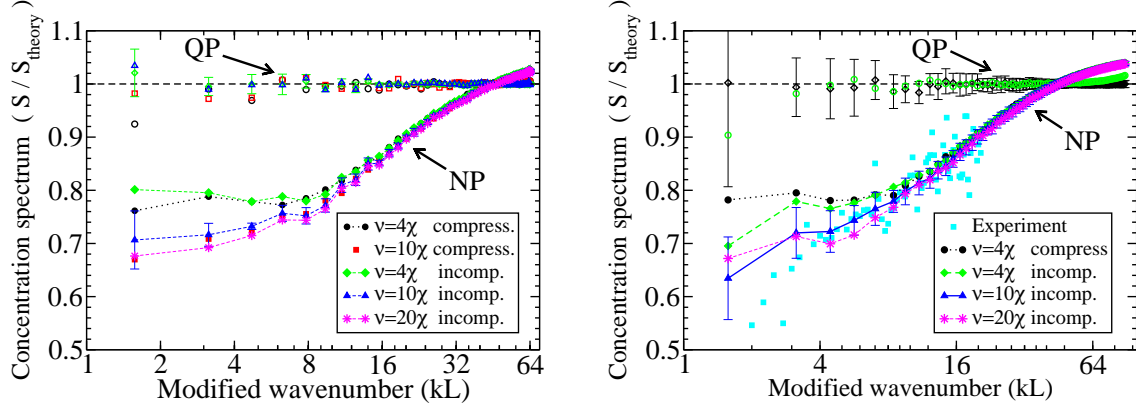 Concentration spectrum ( S / S_theory )
1.1
1
0.9
0.8
0.7
0.6
0.5
QP
NP
ν=4χ compress.
ν=10χ compress.
ν=4χ incomp.
ν=10χ incomp.
ν=20χ incomp.
1 2 4 8 16 32 64
Modified wavenumber (kL)
Concentration spectrum ( S / S_theory )
1.1
1
0.9
0.8
0.7
0.6
0.5
QP
NP
Experiment
ν=4χ compress
ν=4χ incomp.
ν=10χ incomp.
ν=20χ incomp.
1 4 16 64
Modified wavenumber (kL)